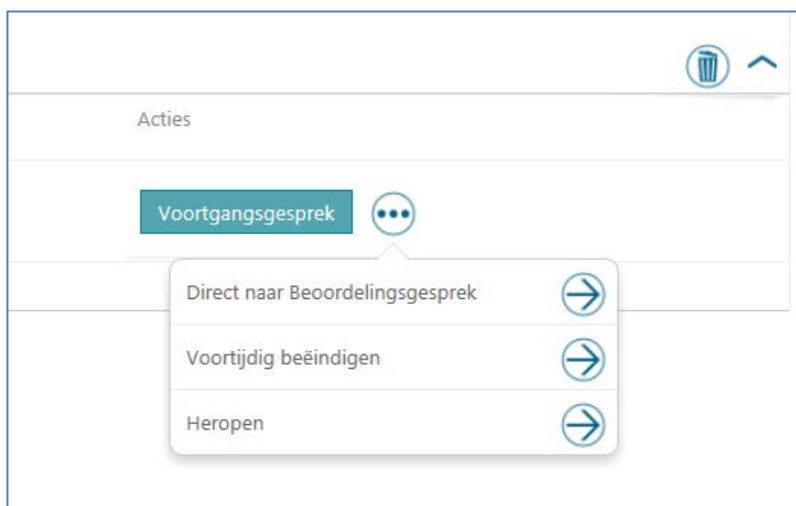 Acties
Voortgangsgesprek
Direct naar Beoordelingsgesprek
Voortijdig beëindigen
Heropen